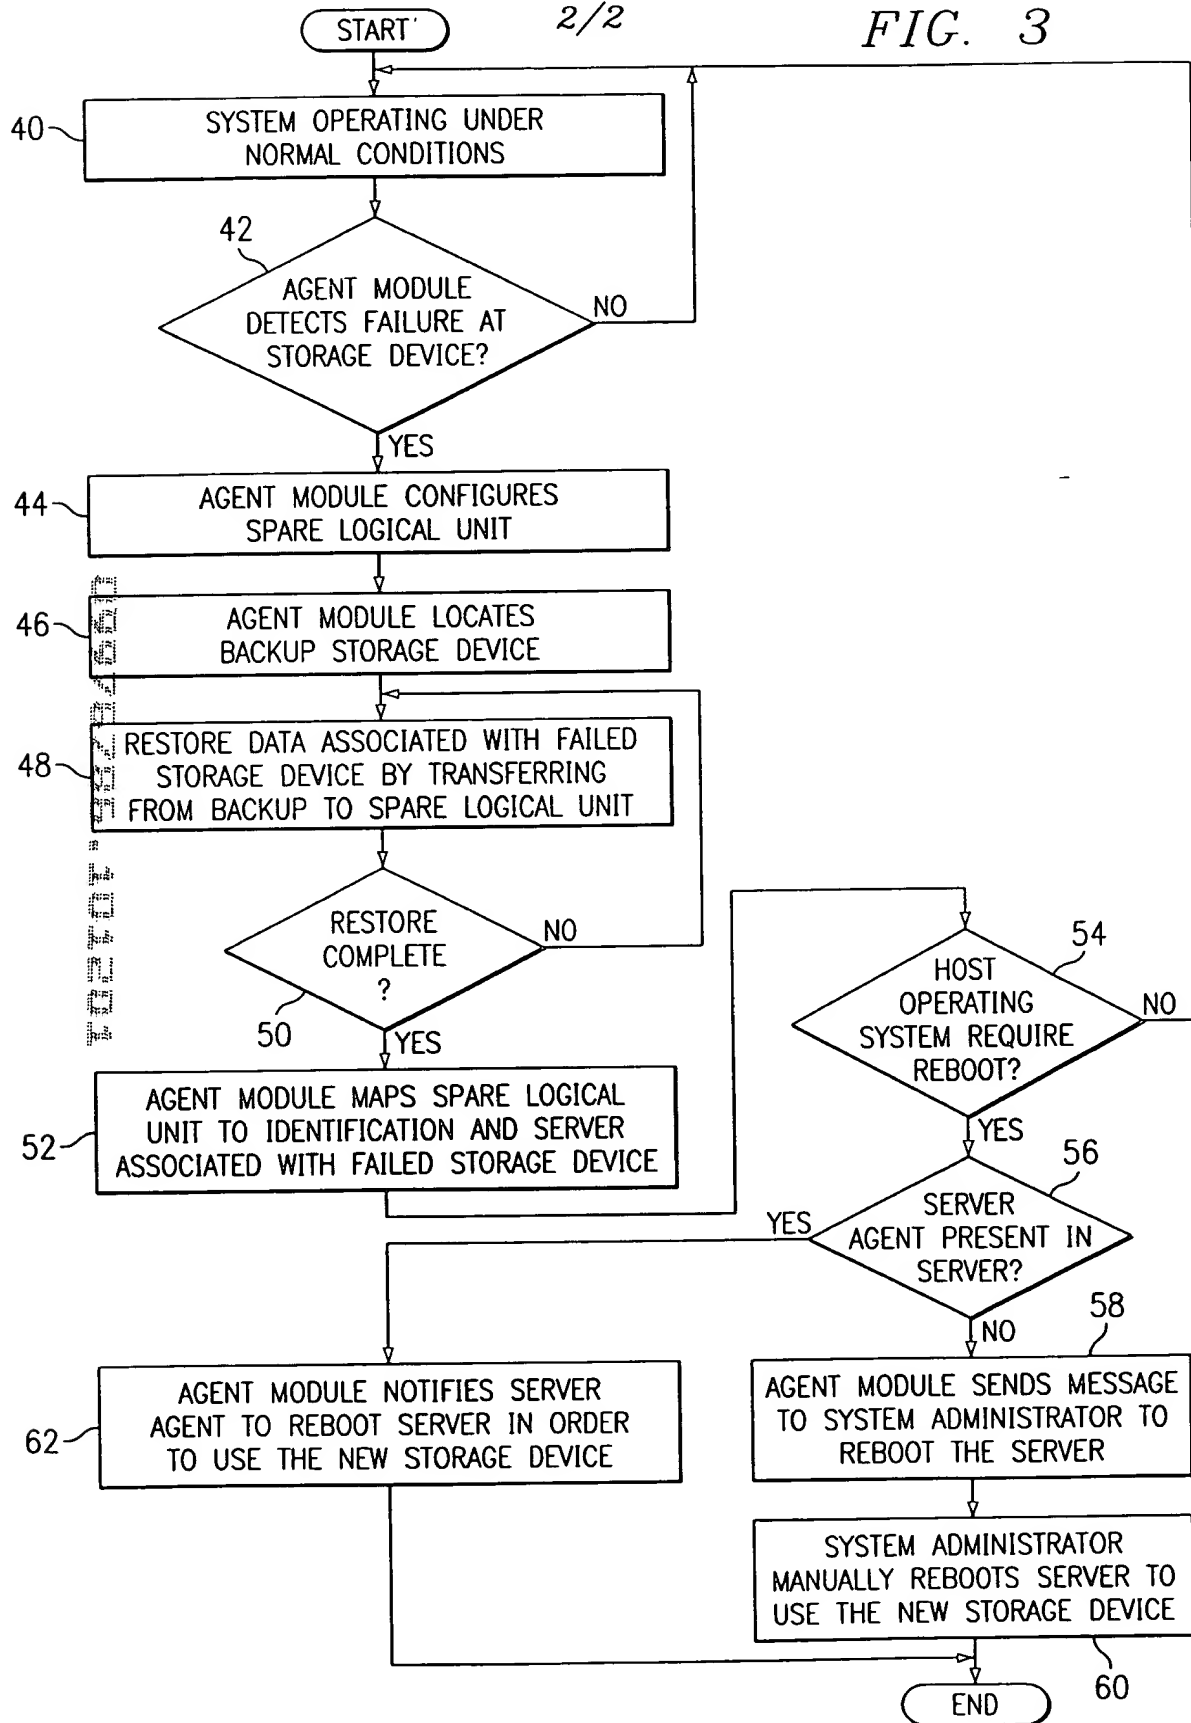 START
2/2
FIG. 3
40
SYSTEM OPERATING UNDER
NORMAL CONDITIONS
42
AGENT MODULE
DETECTS FAILURE AT
STORAGE DEVICE?
NO
YES
44
AGENT MODULE CONFIGURES
SPARE LOGICAL UNIT
46
AGENT MODULE LOCATES
BACKUP STORAGE DEVICE
48
RESTORE DATA ASSOCIATED WITH FAILED
STORAGE DEVICE BY TRANSFERRING
FROM BACKUP TO SPARE LOGICAL UNIT
RESTORE
COMPLETE
?
NO
50
YES
52
AGENT MODULE MAPS SPARE LOGICAL
UNIT TO IDENTIFICATION AND SERVER
ASSOCIATED WITH FAILED STORAGE DEVICE
54
HOST
OPERATING
SYSTEM REQUIRE
REBOOT?
NO
YES
56
SERVER
AGENT PRESENT IN
SERVER?
YES
NO
58
AGENT MODULE SENDS MESSAGE
TO SYSTEM ADMINISTRATOR TO
REBOOT THE SERVER
62
AGENT MODULE NOTIFIES SERVER
AGENT TO REBOOT SERVER IN ORDER
TO USE THE NEW STORAGE DEVICE
SYSTEM ADMINISTRATOR
MANUALLY REBOOTS SERVER TO
USE THE NEW STORAGE DEVICE
60
END